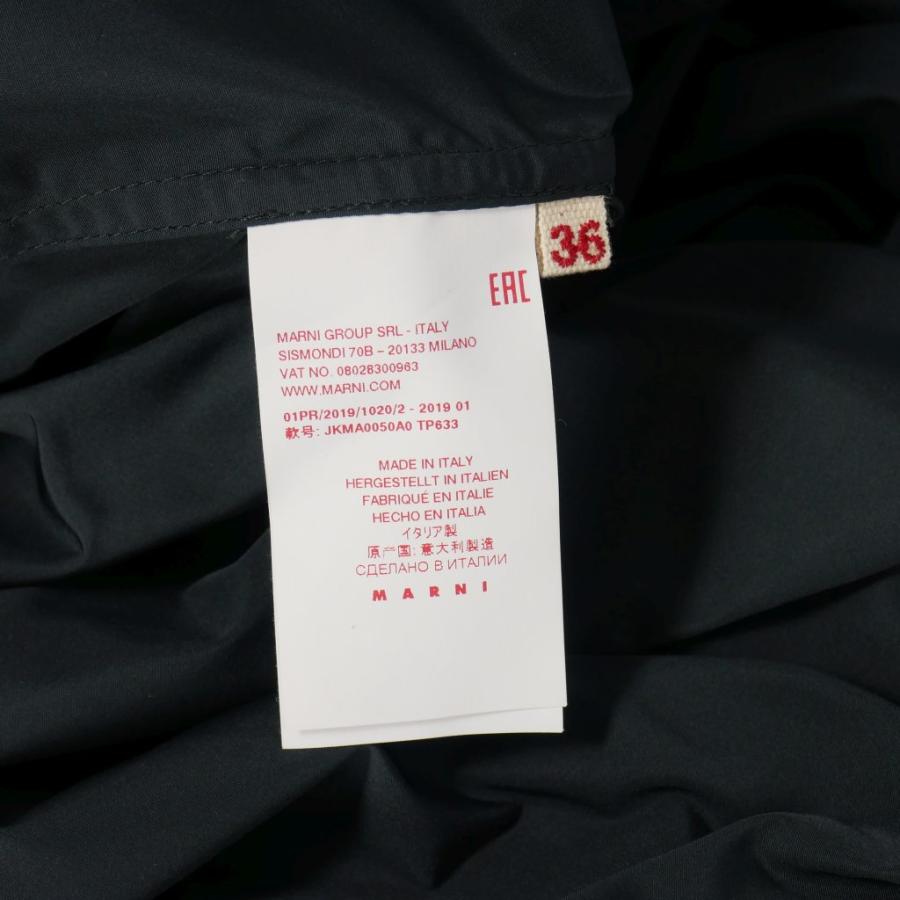 36
EAC
MARNI GROUP SRL - ITALY
SISMONDI 70B – 20133 MILANO
VAT NO. 08028300963
WWW.MARNI.COM
01PR/2019/1020/2 - 2019 01
款号: JKMA0050A0 TP633
MADE IN ITALY
HERGESTELLT IN ITALIEN
FABRIQUÉ EN ITALIE
HECHO EN ITALIA
イタリア製
原产国: 意大利製造
СДЕЛАНО В ИТАЛИИ
MARNI